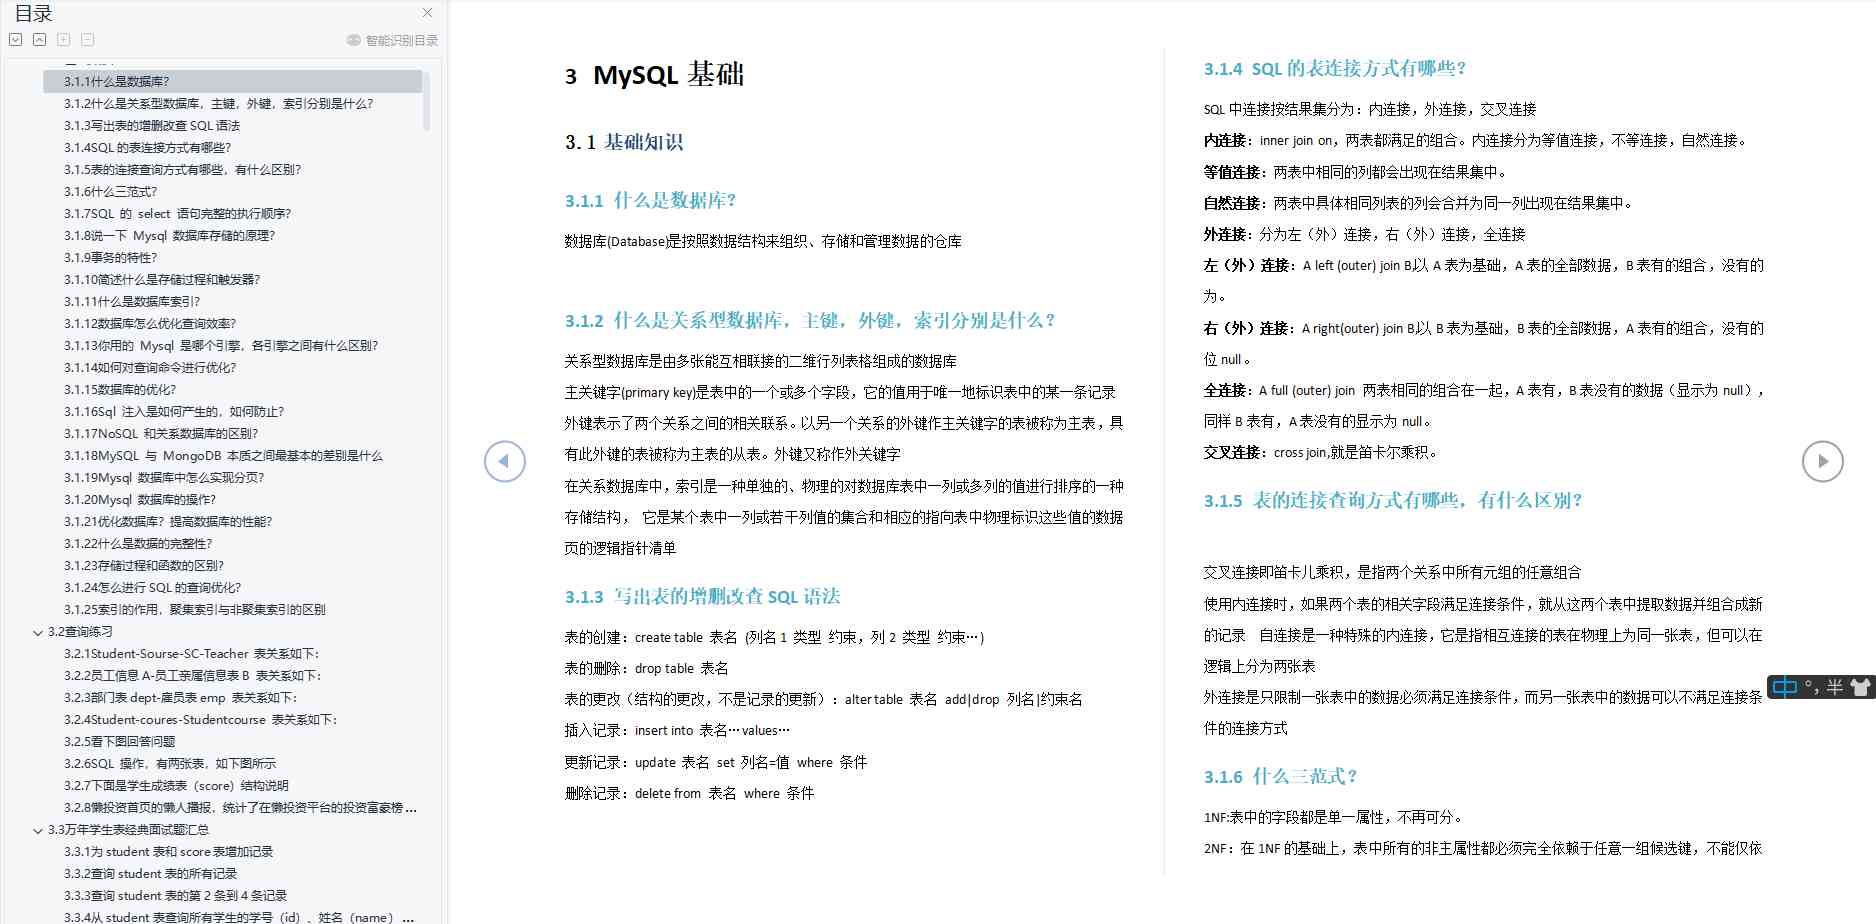 目录
智能识别目录
3.1.1什么是数据库？
3.1.2什么是关系型数据库，主键，外键，索引分别是什么？
3.1.3写出表的增删改查 SQL 语法
3.1.4SQL 的表连接方式有哪些？
3.1.5表的连接查询方式有哪些，有什么区别？
3.1.6什么三范式？
3.1.7SQL 的 select 语句完整的执行顺序？
3.1.8说一下 Mysql 数据库存储的原理？
3.1.9事务的特性？
3.1.10简述什么是存储过程和触发器？
3.1.11什么是数据库索引？
3.1.12数据库怎么优化查询效率？
3.1.13你用的 Mysql 是哪个引擎，各引擎之间有什么区别？
3.1.14如何对查询命令进行优化？
3.1.15数据库的优化？
3.1.16Sql 注入是如何产生的，如何防止？
3.1.17NoSQL 和关系数据库的区别？
3.1.18MySQL 与 MongoDB 本质之间最基本的差别是什么
3.1.19Mysql 数据库中怎么实现分页？
3.1.20Mysql 数据库的操作？
3.1.21优化数据库？提高数据库的性能？
3.1.22什么是数据的完整性？
3.1.23存储过程和函数的区别？
3.1.24怎么进行 SQL 的查询优化？
3.1.25索引的作用，聚集索引与非聚集索引的区别
3.2查询练习
3.2.1Student-Sourse-SC-Teacher 表关系如下：
3.2.2员工信息 A-员工亲属信息表 B 表关系如下：
3.2.3部门表 dept-雇员表 emp 表关系如下：
3.2.4Student-coures-Studentcourse 表关系如下：
3.2.5看下图回答问题
3.2.6SQL 操作，有两张表，如下图所示
3.2.7下面是学生成绩表（score）结构说明
3.2.8懒投资首页的懒人播报，统计了在懒投资平台的投资富豪榜 ...
3.3万年学生表经典面试题汇总
3.3.1为 student 表和 score 表增加记录
3.3.2查询 student 表的所有记录
3.3.3查询 student 表的第 2 条到 4 条记录
3.3.4从 student 表查询所有学生的学号（id）、姓名（name） ...
3 MySQL 基础
3.1 基础知识
3.1.1 什么是数据库？
数据库(Database)是按照数据结构来组织、存储和管理数据的仓库
3.1.2 什么是关系型数据库，主键，外键，索引分别是什么？
关系型数据库是由多张能互相联接的二维行列表格组成的数据库
主关键字(primary key)是表中的一个或多个字段，它的值用于唯一地标识表中的某一条记录
外键表示了两个关系之间的相关联系。以另一个关系的外键作主关键字的表被称为主表，具
有此外键的表被称为主表的从表。外键又称作外关键字
在关系数据库中，索引是一种单独的、物理的对数据库表中一列或多列的值进行排序的一种
存储结构， 它是某个表中一列或若干列值的集合和相应的指向表中物理标识这些值的数据
页的逻辑指针清单
3.1.3 写出表的增删改查 SQL 语法
表的创建：create table 表名 (列名 1 类型 约束，列 2 类型 约束…)
表的删除：drop table 表名
表的更改（结构的更改，不是记录的更新）：alter table 表名 add|drop 列名|约束名
插入记录：insert into 表名…values…
更新记录：update 表名 set 列名=值 where 条件
删除记录：delete from 表名 where 条件
3.1.4 SQL 的表连接方式有哪些？
SQL 中连接按结果集分为：内连接，外连接，交叉连接
内连接：inner join on，两表都满足的组合。内连接分为等值连接，不等连接，自然连接。
等值连接：两表中相同的列都会出现在结果集中。
自然连接：两表中具体相同列表的列会合并为同一列出现在结果集中。
外连接：分为左（外）连接，右（外）连接，全连接
左（外）连接：A left (outer) join B,以 A 表为基础，A 表的全部数据，B 表有的组合，没有的
为。
右（外）连接：A right(outer) join B,以 B 表为基础，B 表的全部数据，A 表有的组合，没有的
位 null。
全连接：A full (outer) join 两表相同的组合在一起，A 表有，B 表没有的数据（显示为 null），
同样 B 表有，A 表没有的显示为 null。
交叉连接：cross join,就是笛卡尔乘积。
3.1.5 表的连接查询方式有哪些，有什么区别？
交叉连接即笛卡儿乘积，是指两个关系中所有元组的任意组合
使用内连接时，如果两个表的相关字段满足连接条件，就从这两个表中提取数据并组合成新
的记录 自连接是一种特殊的内连接，它是指相互连接的表在物理上为同一张表，但可以在
逻辑上分为两张表
外连接是只限制一张表中的数据必须满足连接条件，而另一张表中的数据可以不满足连接条
件的连接方式
3.1.6 什么三范式？
1NF:表中的字段都是单一属性，不再可分。
2NF：在 1NF 的基础上，表中所有的非主属性都必须完全依赖于任意一组候选键，不能仅依
中 °，半